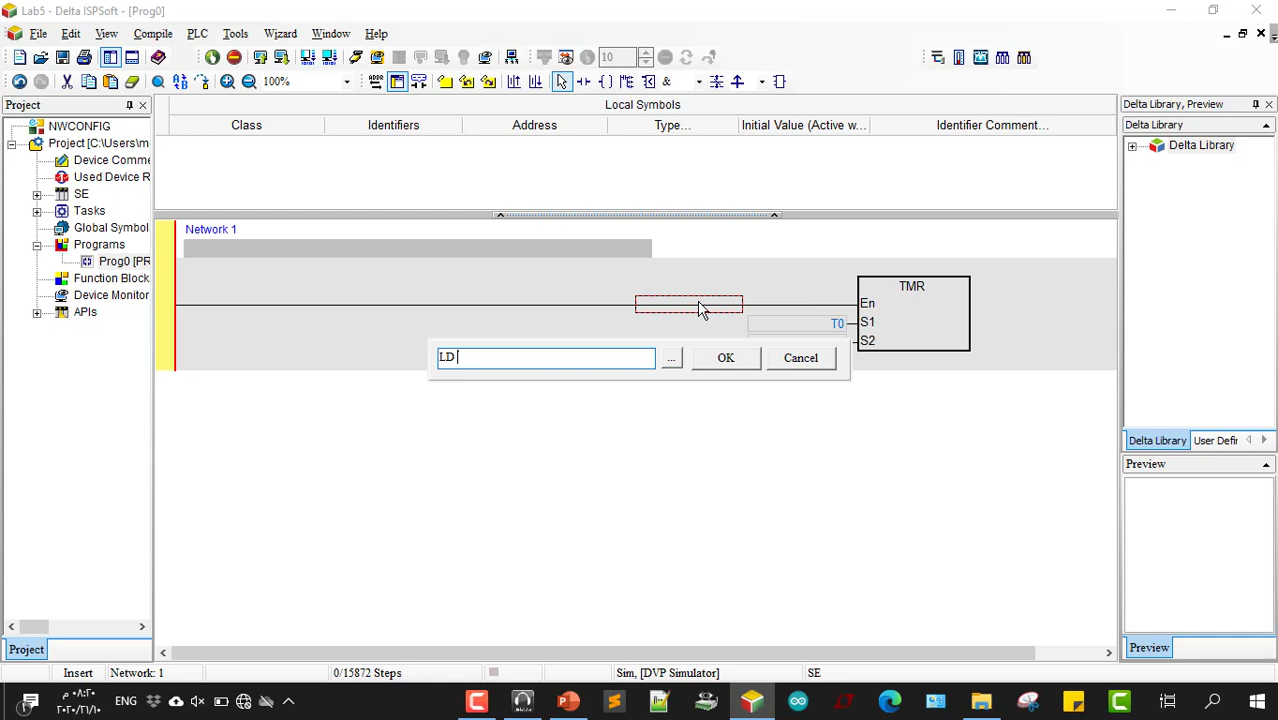 Lab5 - Delta ISPSoft - [Prog0]
File Edit View Compile PLC Tools Wizard Window Help
10
100% &
Project
NWCONFIG
Project [C:\Users\m
Device Comme
Used Device R
SE
Tasks
Global Symbol
Programs
Prog0 [PR
Function Block
Device Monitor
APIs
Project
Local Symbols
Class Identifiers Address Type... Initial Value (Active w... Identifier Comment...
Network 1
TMR
En
T0 S1
S2
LD
... OK Cancel
Delta Library, Preview
Delta Library
Delta Library
Delta Library User Defir
Preview
Preview
Insert Network: 1 0/15872 Steps Sim, [DVP Simulator] SE
ENG